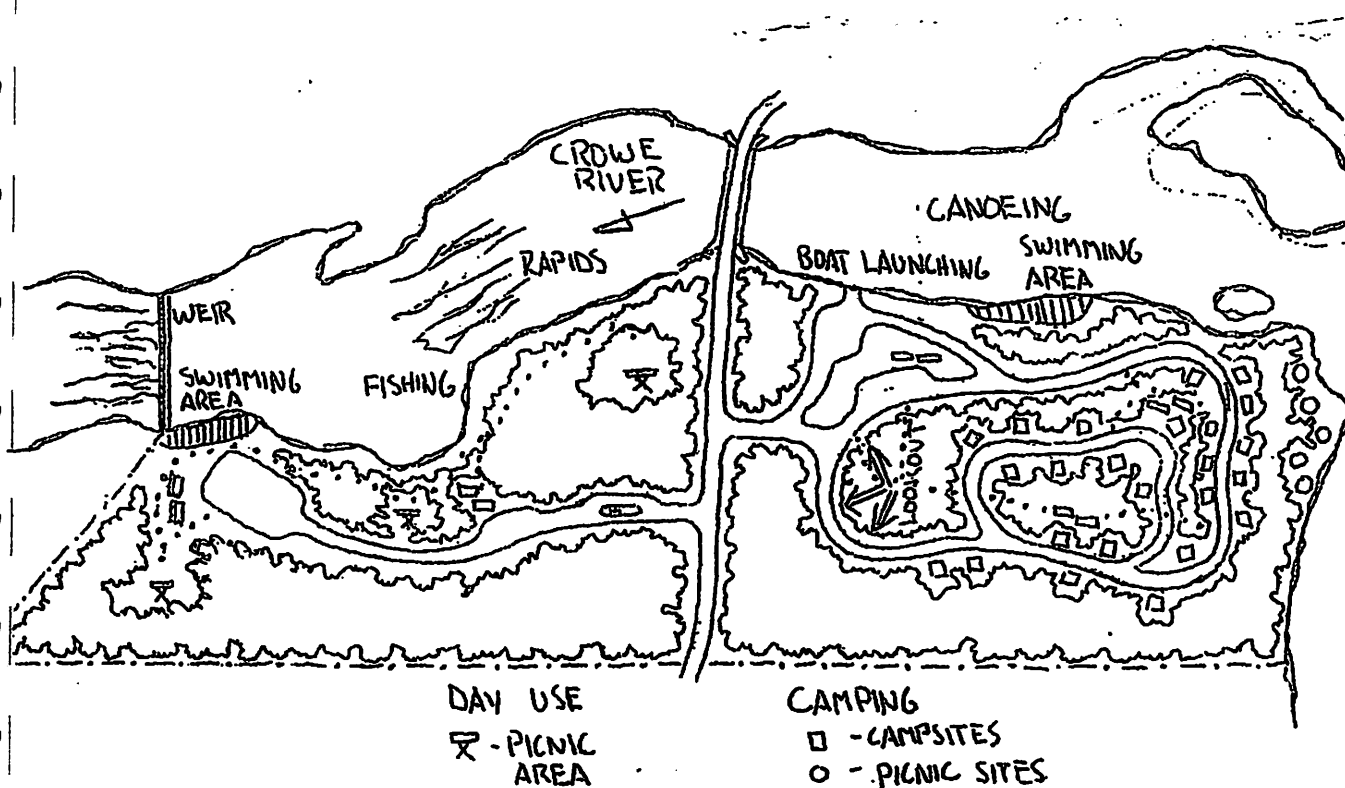 CROWE
RIVER
CANOEING
RAPIDS
BOAT LAUNCHING
SWIMMING
AREA
WEIR
SWIMMING
AREA
FISHING
LOOKOUT
DAY USE
CAMPING
- PICNIC
AREA
- CAMPSITES
- PICNIC SITES